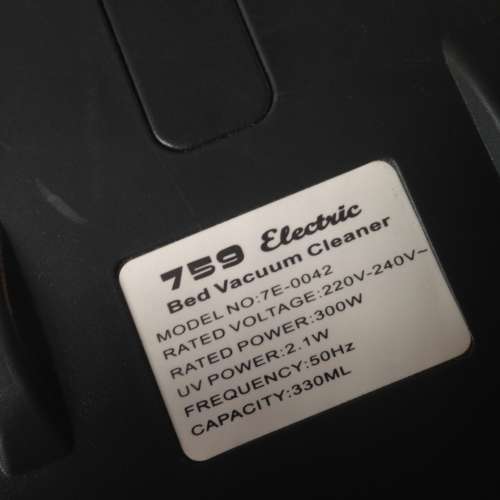 759 Electric
Bed Vacuum Cleaner
MODEL NO:7E-0042
RATED VOLTAGE:220V-240V~
RATED POWER:300W
UV POWER:2.1W
FREQUENCY:50Hz
CAPACITY:330ML